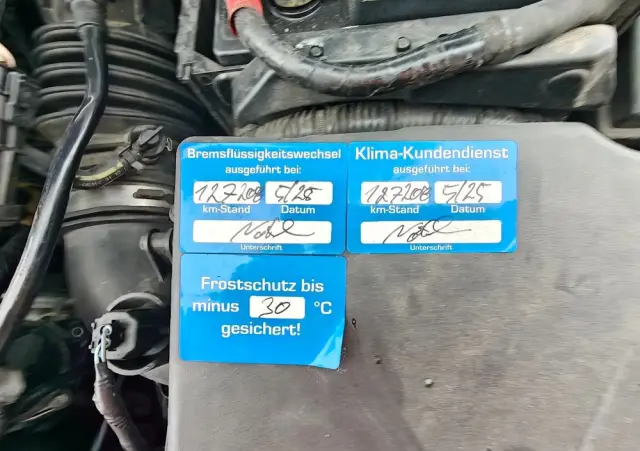 Bremsflüssigkeitswechsel
ausgeführt bei:
127208 5/25
km-Stand Datum
Unterschrift
Klima-Kundendienst
ausgeführt bei:
127208 5/25
km-Stand Datum
Unterschrift
Frostschutz bis
minus 30 °C
gesichert!